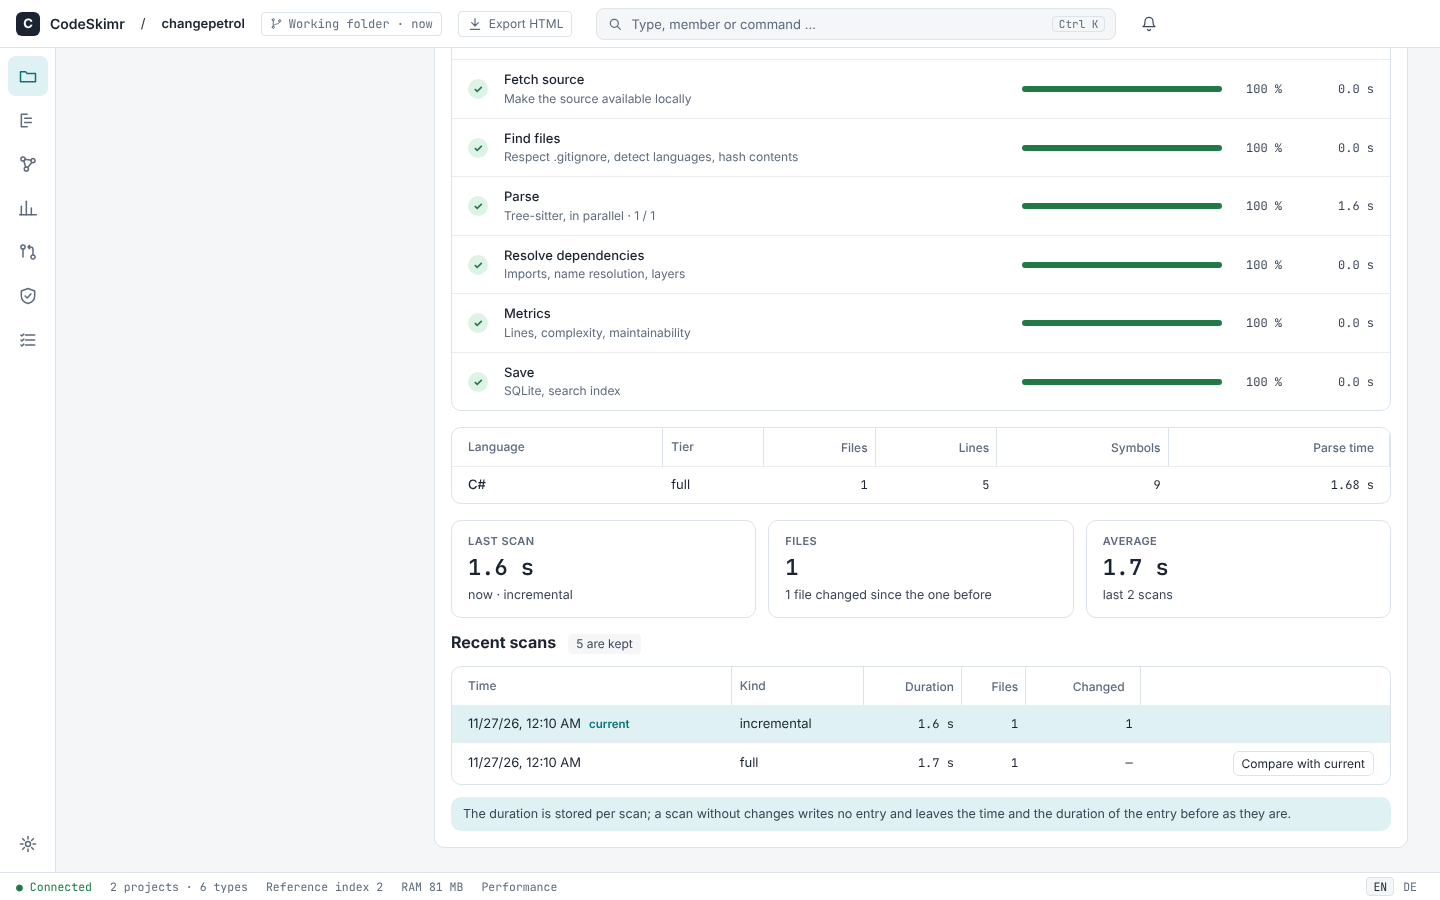 C CodeSkimr / changepetrol Working folder · now Export HTML Type, member or command ... Ctrl K
Fetch source
Make the source available locally
100 % 0.0 s
Find files
Respect .gitignore, detect languages, hash contents
100 % 0.0 s
Parse
Tree-sitter, in parallel · 1 / 1
100 % 1.6 s
Resolve dependencies
Imports, name resolution, layers
100 % 0.0 s
Metrics
Lines, complexity, maintainability
100 % 0.0 s
Save
SQLite, search index
100 % 0.0 s
Language Tier Files Lines Symbols Parse time
C# full 1 5 9 1.68 s
LAST SCAN
1.6 s
now · incremental
FILES
1
1 file changed since the one before
AVERAGE
1.7 s
last 2 scans
Recent scans 5 are kept
Time Kind Duration Files Changed
11/27/26, 12:10 AM current incremental 1.6 s 1 1
11/27/26, 12:10 AM full 1.7 s 1 — Compare with current
The duration is stored per scan; a scan without changes writes no entry and leaves the time and the duration of the entry before as they are.
Connected 2 projects · 6 types Reference index 2 RAM 81 MB Performance EN DE